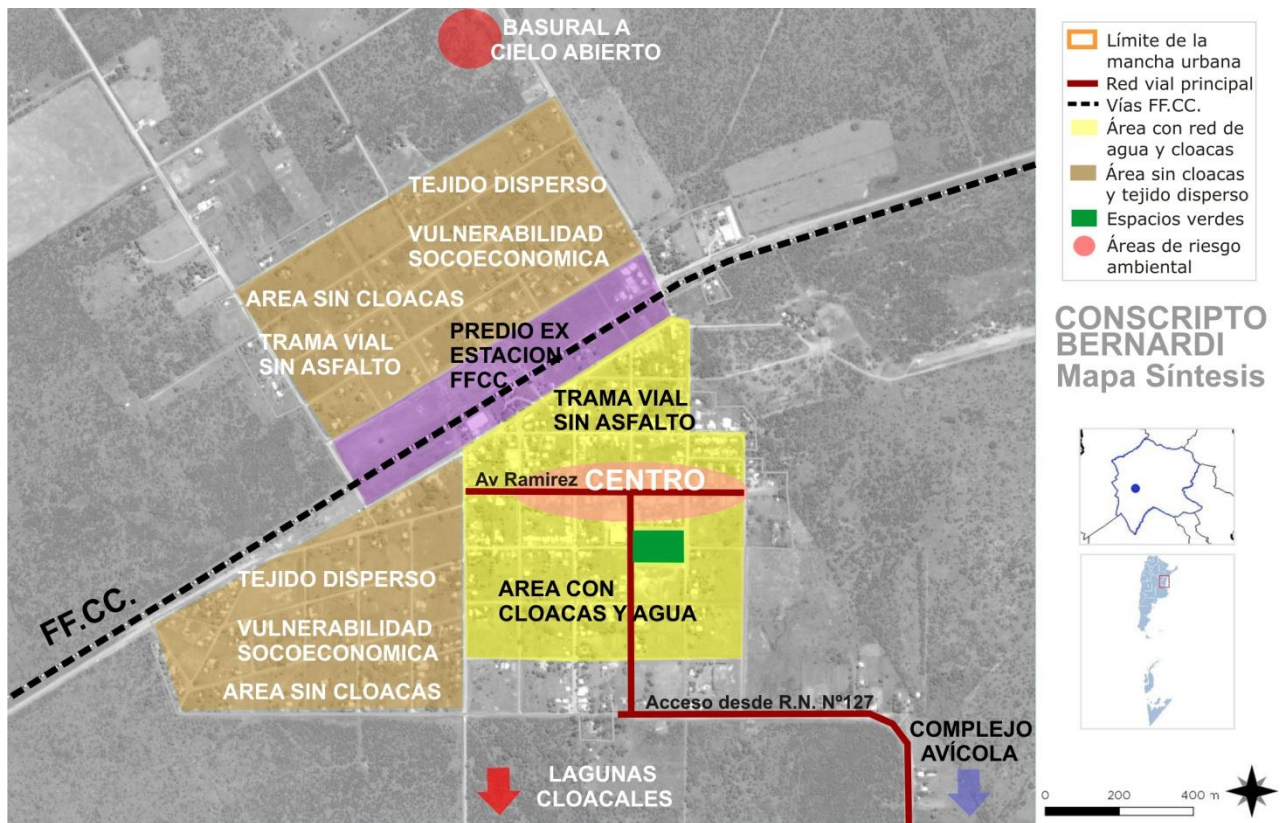 BASURAL A
CIELO ABIERTO
TEJIDO DISPERSO
VULNERABILIDAD
SOCOECONOMICA
AREA SIN CLOACAS
TRAMA VIAL
SIN ASFALTO
PREDIO EX
ESTACION
FFCC
TRAMA VIAL
SIN ASFALTO
Av Ramirez
CENTRO
FF.CC.
TEJIDO DISPERSO
VULNERABILIDAD
SOCOECONOMICA
AREA SIN CLOACAS
AREA CON
CLOACAS Y AGUA
Acceso desde R.N. Nº127
COMPLEJO
AVÍCOLA
LAGUNAS
CLOACALES
Límite de la
mancha urbana
Red vial principal
Vías FF.CC.
Área con red de
agua y cloacas
Área sin cloacas
y tejido disperso
Espacios verdes
Áreas de riesgo
ambiental
CONSCRIPTO
BERNARDI
Mapa Síntesis
0 200 400 m